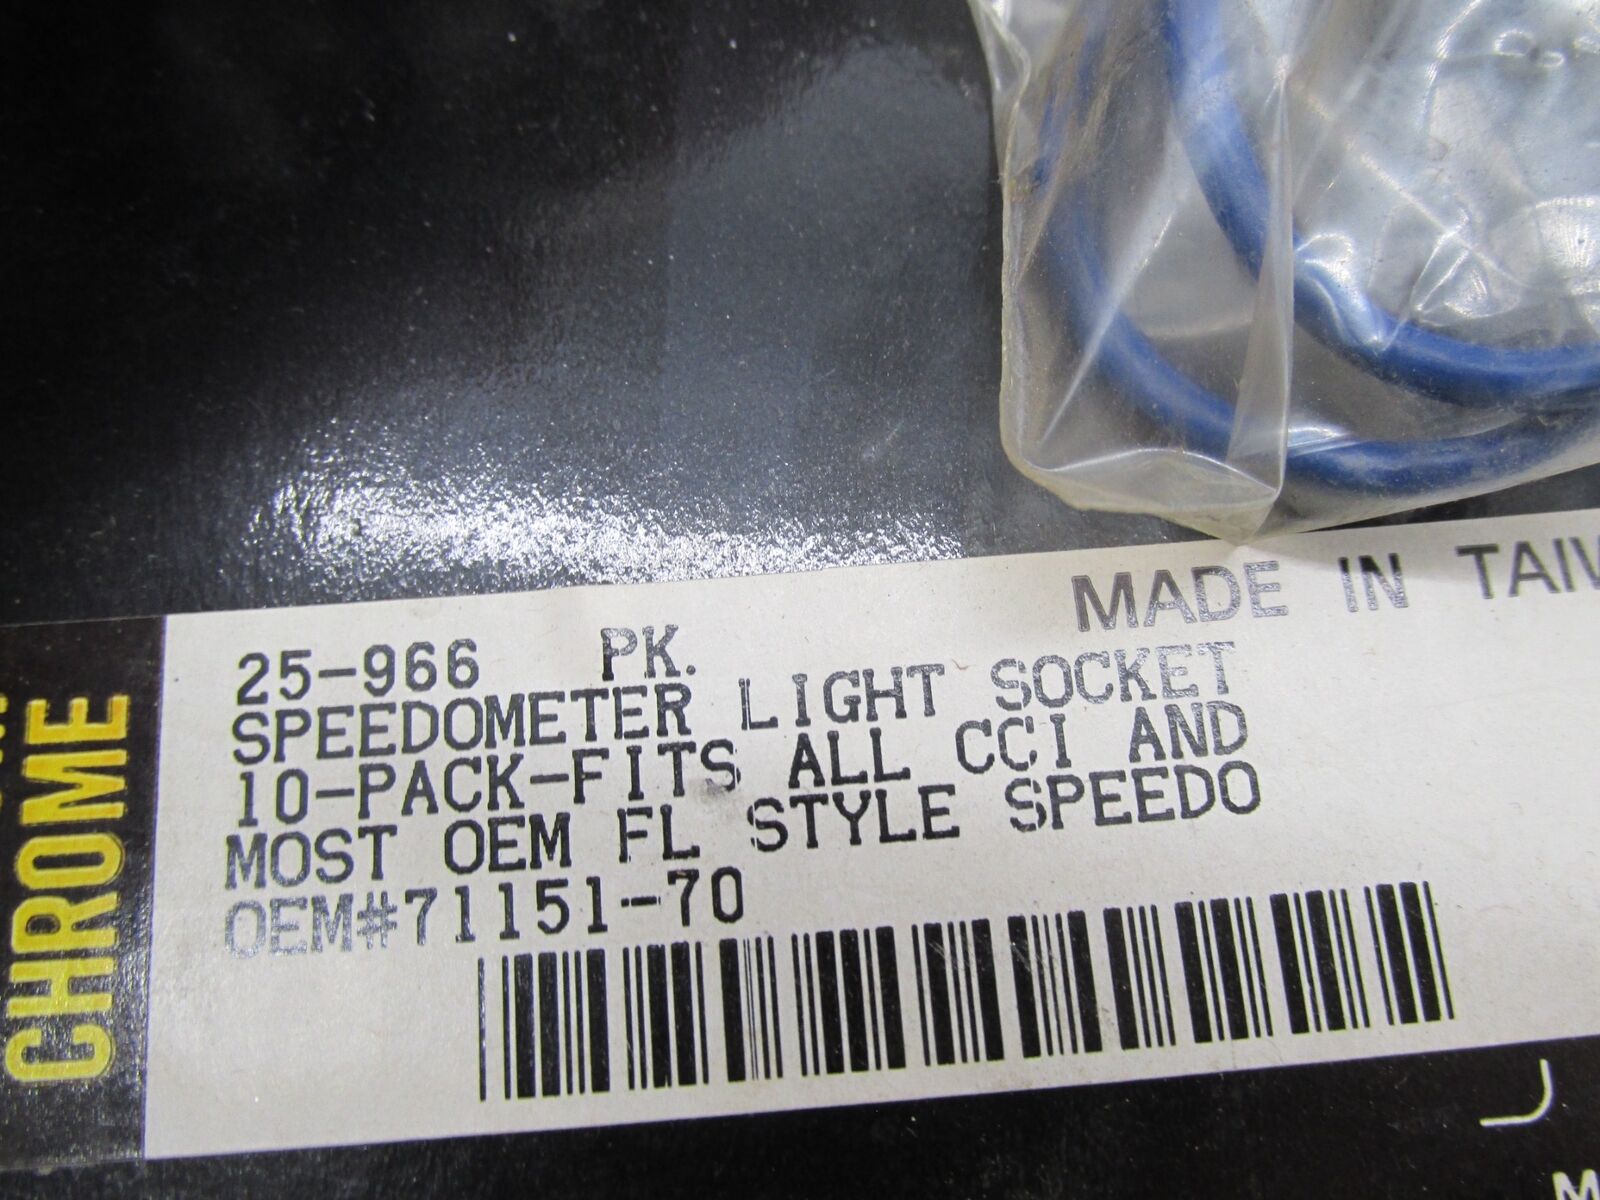 MADE IN
25-966 PK.
SPEEDOMETER LIGHT SOCKET
10-PACK-FITS ALL CCI AND
MOST OEM FL STYLE SPEEDO
OEM#71151-70
CHROME